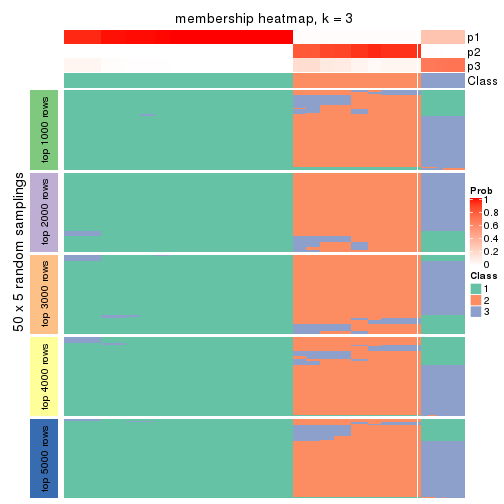 membership heatmap, k = 3
p1
p2
p3
Class
50 x 5 random samplings
top 1000 rows
top 2000 rows
top 3000 rows
top 4000 rows
top 5000 rows
Prob
1
0.8
0.6
0.4
0.2
0
Class
1
2
3